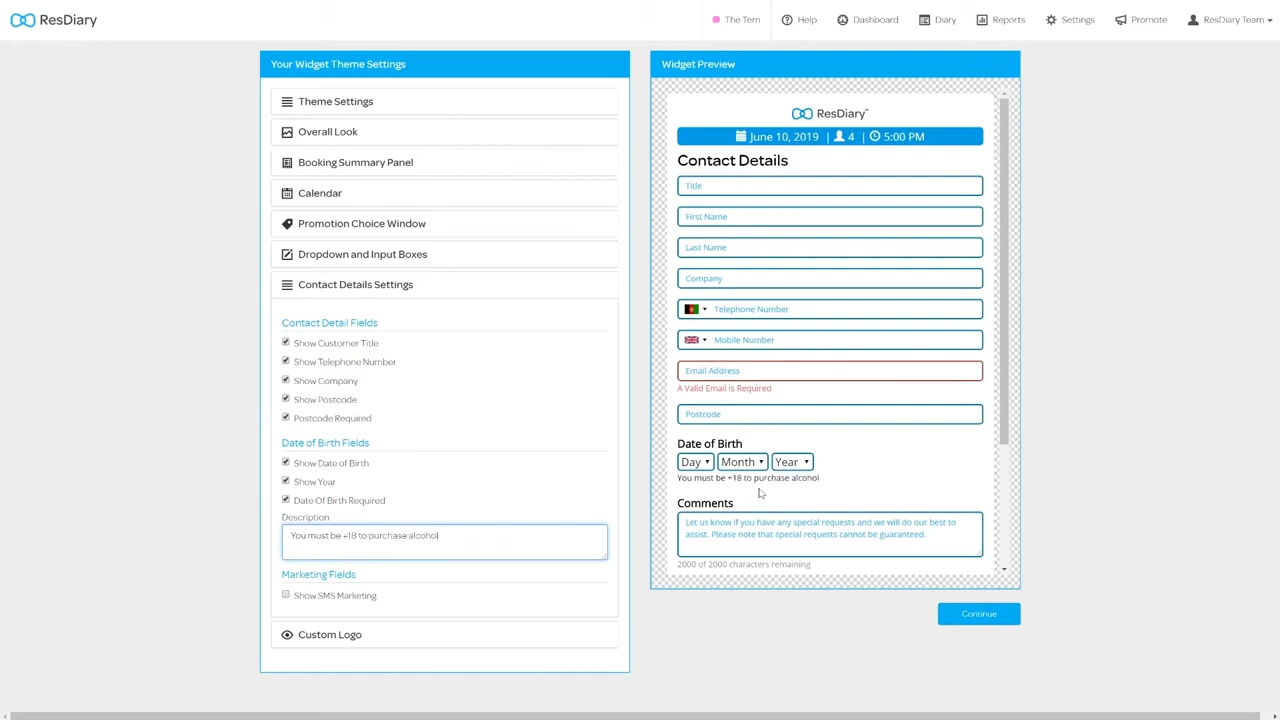 ResDiary
The Tern
Help
Dashboard
Diary
Reports
Settings
Promote
ResDiary Team
Your Widget Theme Settings
Theme Settings
Overall Look
Booking Summary Panel
Calendar
Promotion Choice Window
Dropdown and Input Boxes
Contact Details Settings
Contact Detail Fields
Show Customer Title
Show Telephone Number
Show Company
Show Postcode
Postcode Required
Date of Birth Fields
Show Date of Birth
Show Year
Date Of Birth Required
Description
You must be +18 to purchase alcohol
Marketing Fields
Show SMS Marketing
Custom Logo
Widget Preview
ResDiary™
June 10, 2019 | 4 | 5:00 PM
Contact Details
Title
First Name
Last Name
Company
Telephone Number
Mobile Number
Email Address
A Valid Email is Required
Postcode
Date of Birth
Day Month Year
You must be +18 to purchase alcohol
Comments
Let us know if you have any special requests and we will do our best to
assist. Please note that special requests cannot be guaranteed.
2000 of 2000 characters remaining
Continue